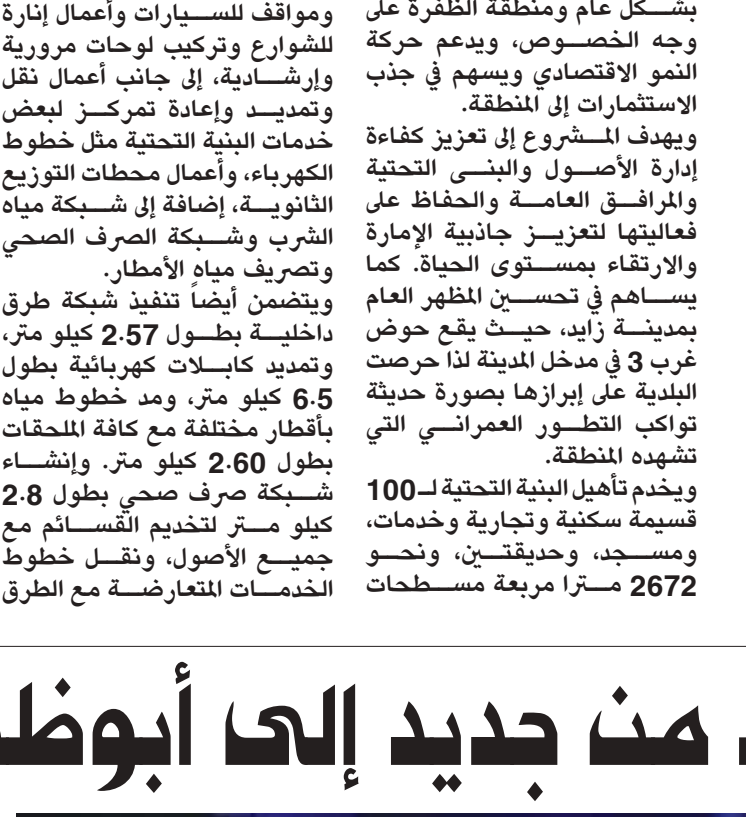 بشكل عام ومنطقة الظفرة على
وجه الخصوص، ويدعم حركة
النمو الاقتصادي ويسهم في جذب
الاستثمارات إلى المنطقة.
ويهدف المشروع إلى تعزيز كفاءة
إدارة الأصول والبنى التحتية
والمرافق العامة والحفاظ على
فعاليتها لتعزيز جاذبية الإمارة
والارتقاء بمستوى الحياة. كما
يساهم في تحسين المظهر العام
بمدينة زايد، حيث يقع حوض
غرب 3 في مدخل المدينة لذا حرصت
البلدية على إبرازها بصورة حديثة
تواكب التطور العمراني التي
تشهده المنطقة.
ويخدم تأهيل البنية التحتية لـ100
قسيمة سكنية وتجارية وخدمات،
ومسجد، وحديقتين، ونحو
2672 مترا مربعة مسطحات
ومواقف للسيارات وأعمال إنارة
للشوارع وتركيب لوحات مرورية
وإرشادية، إلى جانب أعمال نقل
وتمديد وإعادة تمركز لبعض
خدمات البنية التحتية مثل خطوط
الكهرباء، وأعمال محطات التوزيع
الثانوية، إضافة إلى شبكة مياه
الشرب وشبكة الصرف الصحي
وتصريف مياه الأمطار.
ويتضمن أيضاً تنفيذ شبكة طرق
داخلية بطول 2.57 كيلو متر،
وتمديد كابلات كهربائية بطول
6.5 كيلو متر، ومد خطوط مياه
بأقطار مختلفة مع كافة الملحقات
بطول 2.60 كيلو متر. وإنشاء
شبكة صرف صحي بطول 2.8
كيلو متر لتخديم القسائم مع
جميع الأصول، ونقل خطوط
الخدمات المتعارضة مع الطرق
من جديد إلى أبوظ